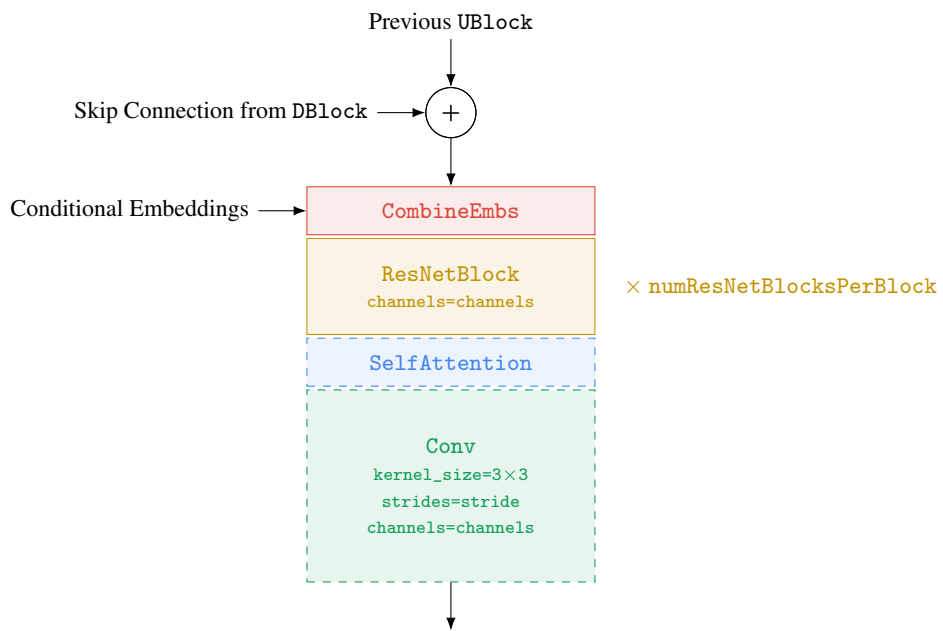 Previous UBlock
Skip Connection from DBlock
+
Conditional Embeddings
CombineEmbs
ResNetBlock
channels=channels
× numResNetBlocksPerBlock
SelfAttention
Conv
kernel_size=3×3
strides=stride
channels=channels